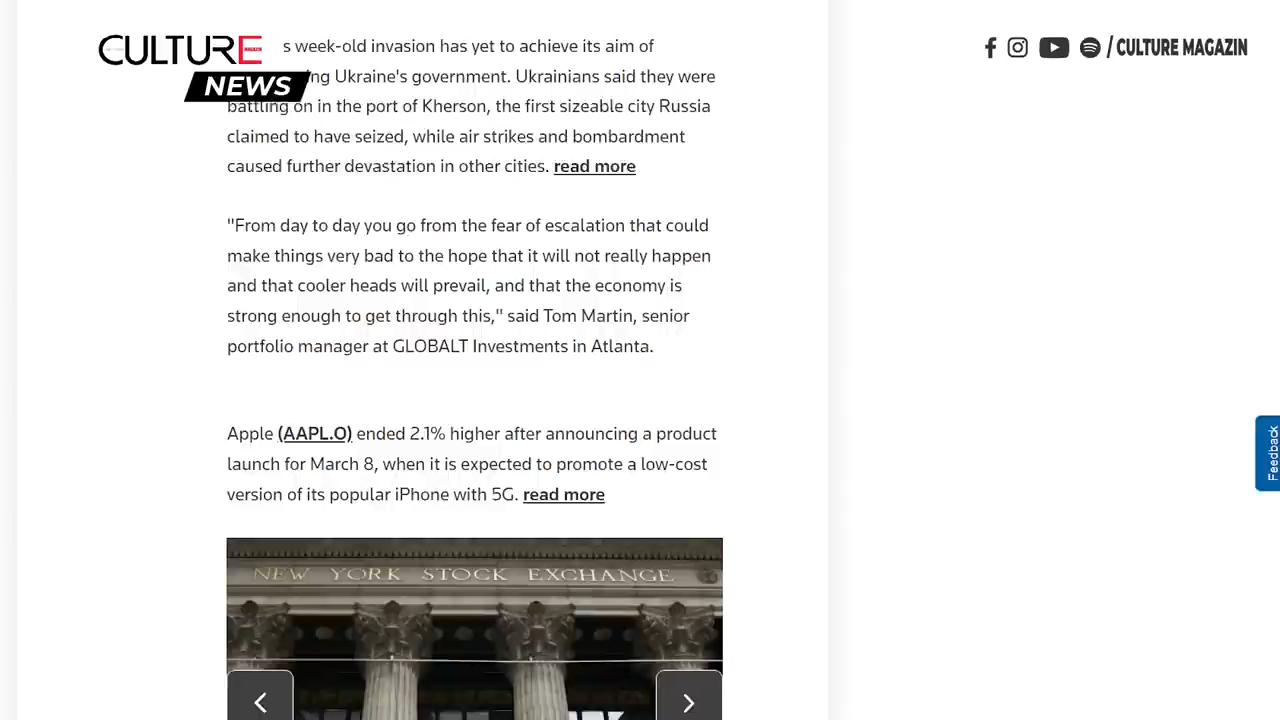 CULTURE
NEWS
/ CULTURE MAGAZIN
s week-old invasion has yet to achieve its aim of
ng Ukraine's government. Ukrainians said they were
battling on in the port of Kherson, the first sizeable city Russia
claimed to have seized, while air strikes and bombardment
caused further devastation in other cities. read more
"From day to day you go from the fear of escalation that could
make things very bad to the hope that it will not really happen
and that cooler heads will prevail, and that the economy is
strong enough to get through this," said Tom Martin, senior
portfolio manager at GLOBALT Investments in Atlanta.
Apple (AAPL.O) ended 2.1% higher after announcing a product
launch for March 8, when it is expected to promote a low-cost
version of its popular iPhone with 5G. read more
Feedback
NEW YORK STOCK EXCHANGE